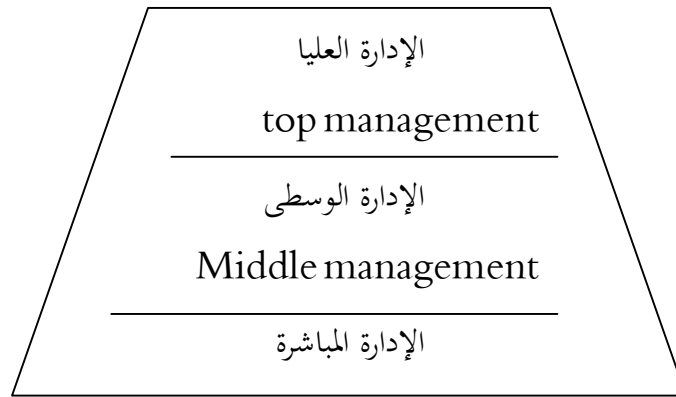 الإدارة العليا
top management
الإدارة الوسطى
Middle management
الإدارة المباشرة